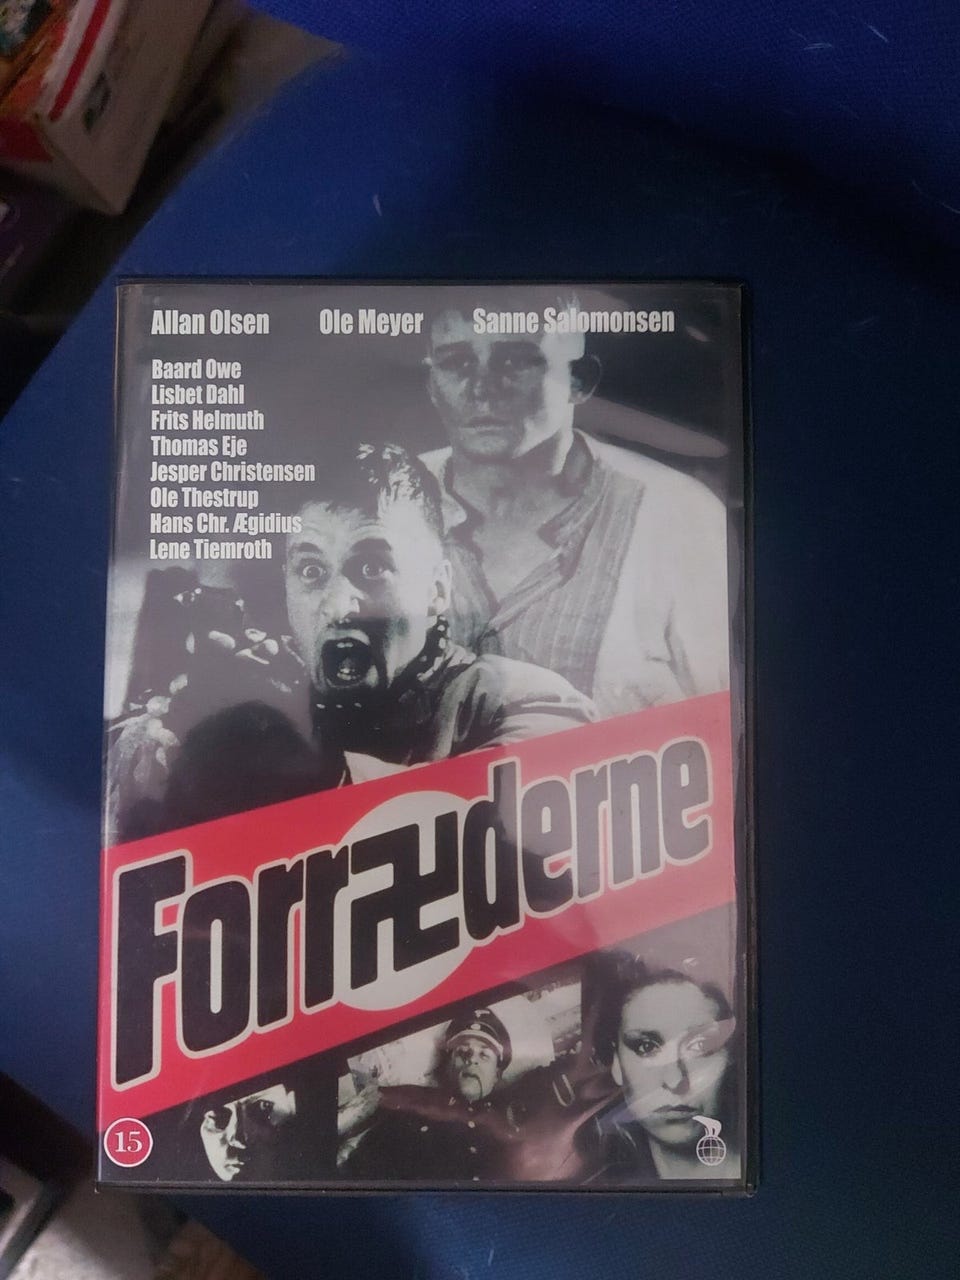 Allan Olsen Ole Meyer Sanne Salomonsen
Baard Owe
Lisbet Dahl
Frits Helmuth
Thomas Eje
Jesper Christensen
Ole Thestrup
Hans Chr. Ægidius
Lene Tiemroth
Forræderne
15